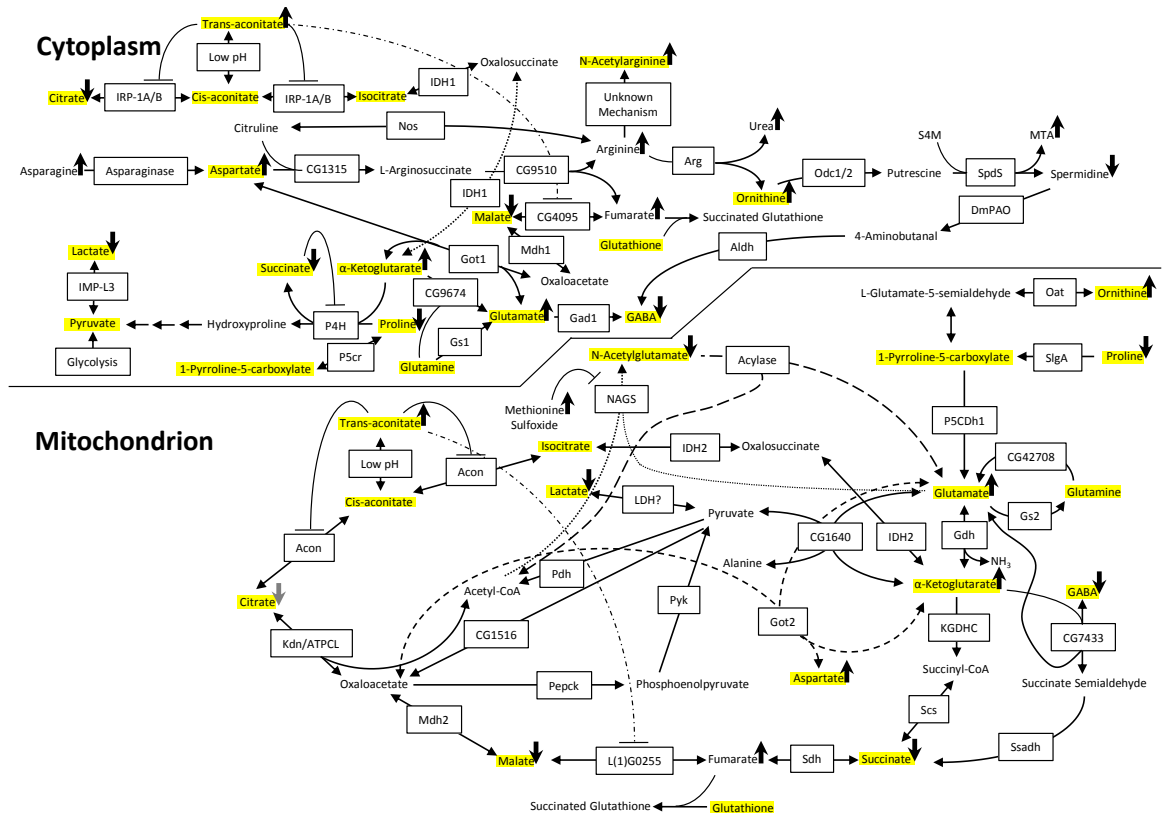 Trans-aconitate
Cytoplasm
Low pH
Oxalosuccinate
N-Acetylarginine
IDH1
Citrate
IRP-1A/B
Cis-aconitate
IRP-1A/B
Isocitrate
Unknown
Mechanism
Citruline
Nos
Arginine
Urea
S4M
MTA
Asparagine
Asparaginase
Aspartate
CG1315
L-Arginosuccinate
CG9510
Arg
Odc1/2
Putrescine
SpdS
Spermidine
IDH1
Ornithine
DmPAO
Malate
CG4095
Fumarate
Succinated Glutathione
Glutathione
4-Aminobutanal
Lactate
Mdh1
Aldh
Succinate
α-Ketoglutarate
Got1
Oxaloacetate
IMP-L3
CG9674
L-Glutamate-5-semialdehyde
Oat
Ornithine
Pyruvate
Hydroxyproline
P4H
Proline
Glutamate
Gad1
GABA
Gs1
Glycolysis
P5cr
1-Pyrroline-5-carboxylate
Glutamine
N-Acetylglutamate
Acylase
1-Pyrroline-5-carboxylate
SlgA
Proline
NAGS
Methionine
Sulfoxide
Trans-aconitate
Mitochondrion
P5CDh1
Isocitrate
IDH2
Oxalosuccinate
CG42708
Low pH
Acon
Cis-aconitate
Lactate
LDH?
Glutamate
Glutamine
Pyruvate
Gs2
Acon
CG1640
IDH2
Gdh
Alanine
NH3
Pdh
Acetyl-CoA
α-Ketoglutarate
GABA
Citrate
Pyk
Got2
KGDHC
CG7433
Kdn/ATPCL
CG1516
Succinyl-CoA
Oxaloacetate
Pepck
Phosphoenolpyruvate
Aspartate
Succinate Semialdehyde
Scs
Mdh2
Ssadh
Malate
L(1)G0255
Fumarate
Sdh
Succinate
Succinated Glutathione
Glutathione